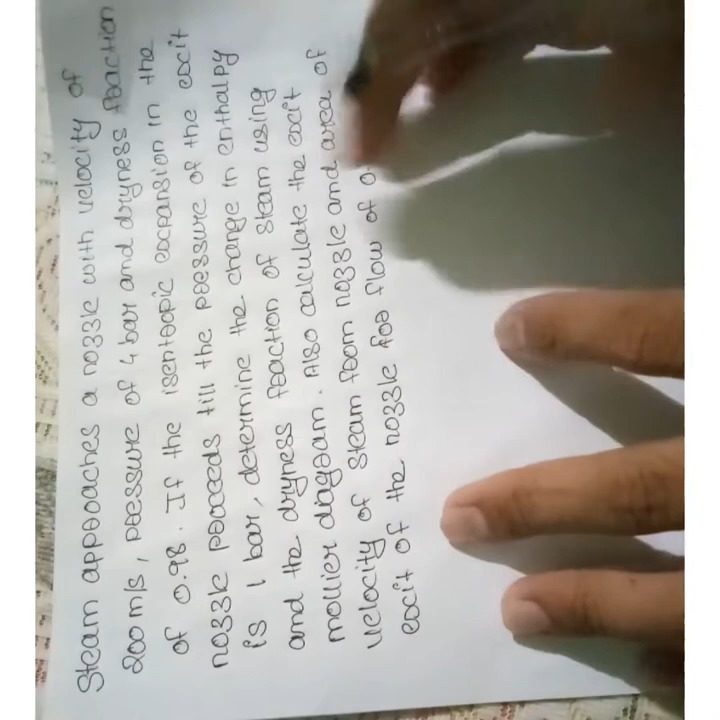 Steam approaches a nozzle with velocity of
200 m/s, pressure of 4 bar and dryness fraction
of 0.98. If the isentropic expansion in the
nozzle proceeds till the pressure of the exit
is 1 bar, determine the change in enthalpy
and the dryness fraction of steam using
mollier diagram. Also calculate the exit
velocity of steam from nozzle and area of
exit of the nozzle for flow of 0.